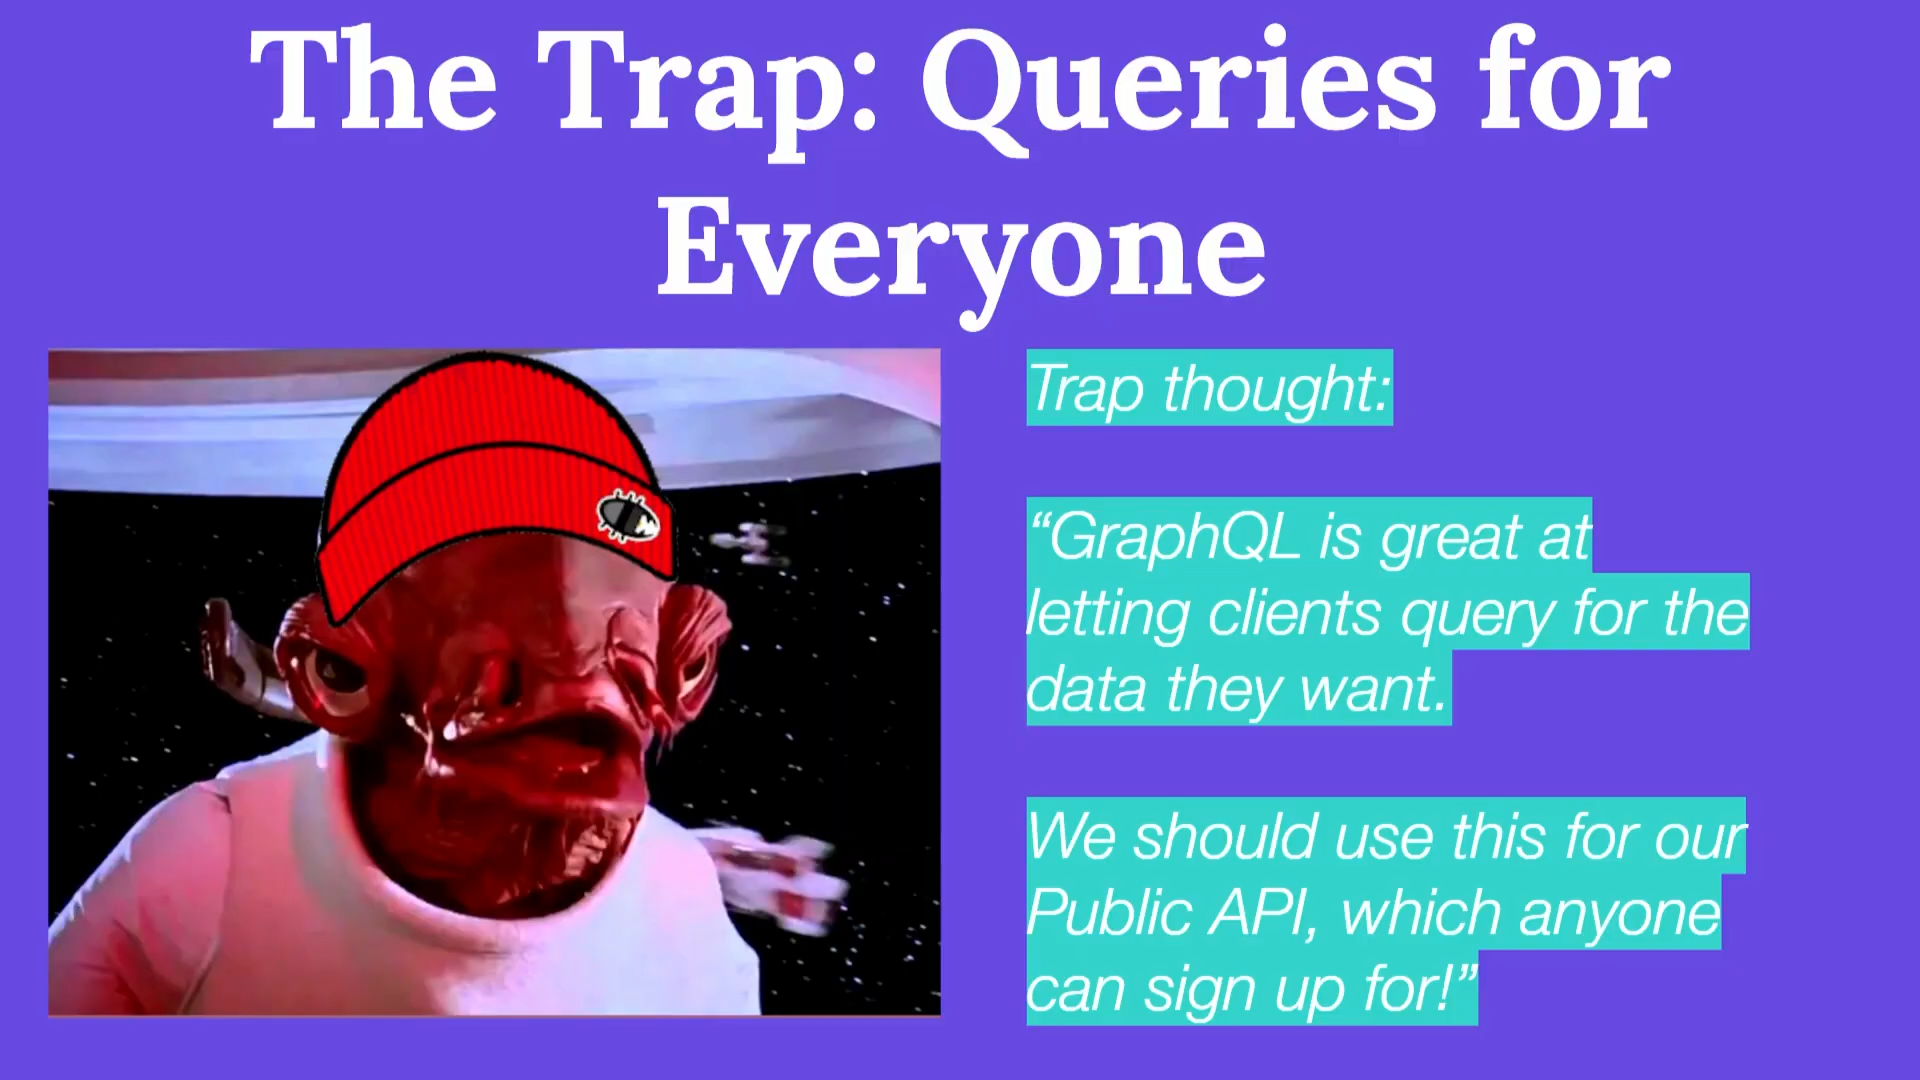 The Trap: Queries for
Everyone
Trap thought:
“GraphQL is great at
letting clients query for the
data they want.
We should use this for our
Public API, which anyone
can sign up for!”